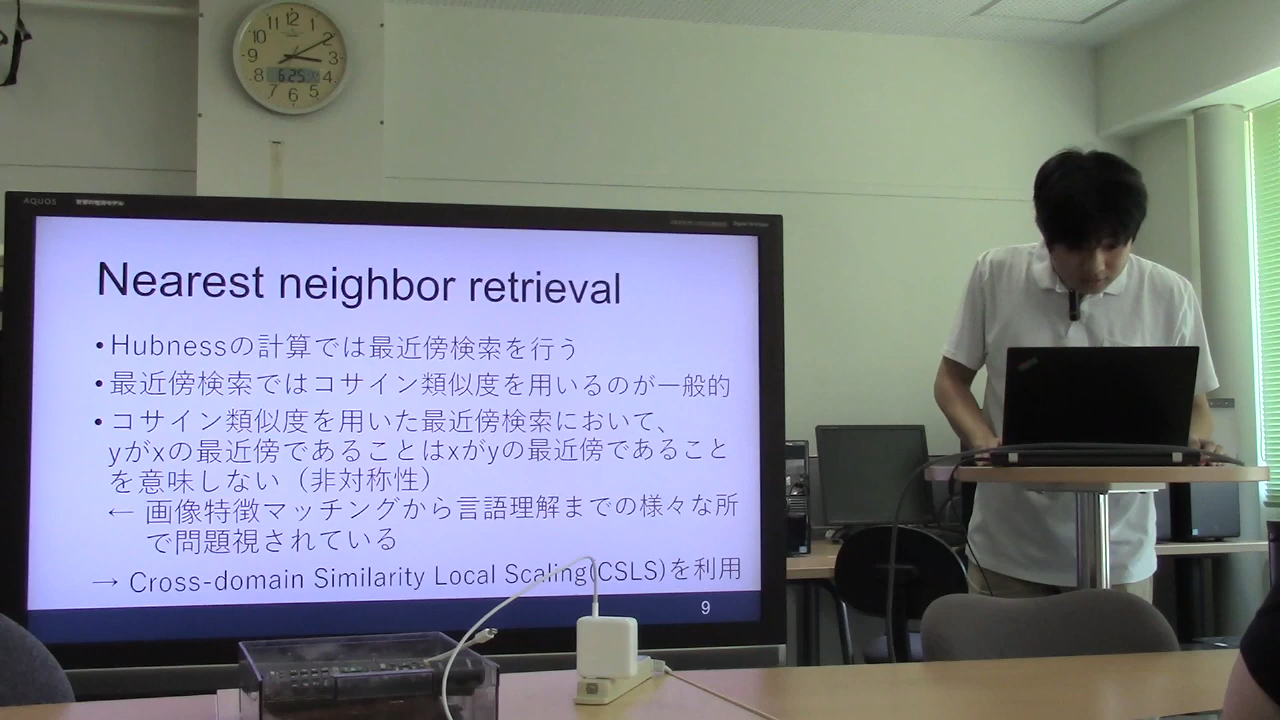 AQUOS
6.25
Nearest neighbor retrieval
•Hubnessの計算では最近傍検索を行う
•最近傍検索ではコサイン類似度を用いるのが一般的
•コサイン類似度を用いた最近傍検索において、
yがxの最近傍であることはxがyの最近傍であること
を意味しない（非対称性）
← 画像特徴マッチングから言語理解までの様々な所
で問題視されている
→ Cross-domain Similarity Local Scaling(CSLS)を利用
9